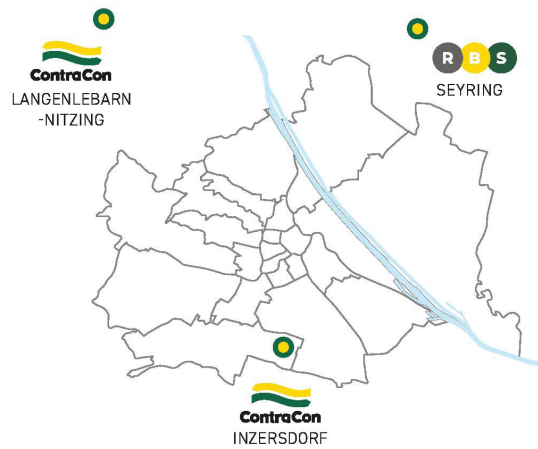 ContraCon
LANGENLEBARN
-NITZING
R B S
SEYRING
ContraCon
INZERSDORF